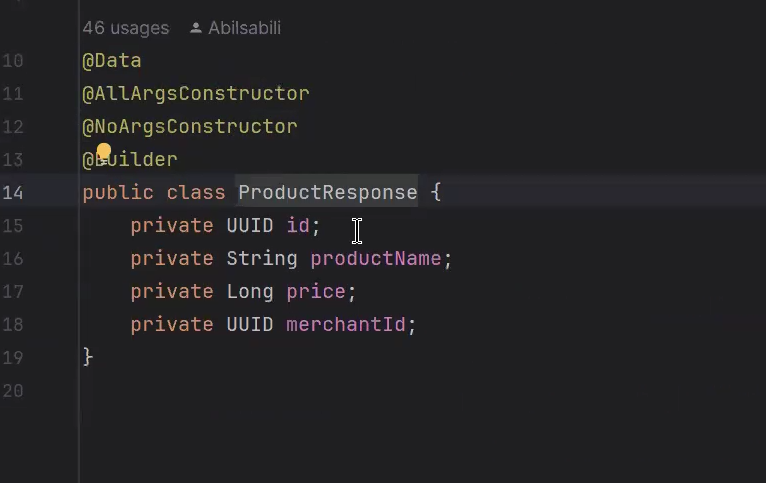 46 usages Abilsabili
10 @Data
11 @AllArgsConstructor
12 @NoArgsConstructor
13 @Builder
14 public class ProductResponse {
15 private UUID id;
16 private String productName;
17 private Long price;
18 private UUID merchantId;
19 }
20